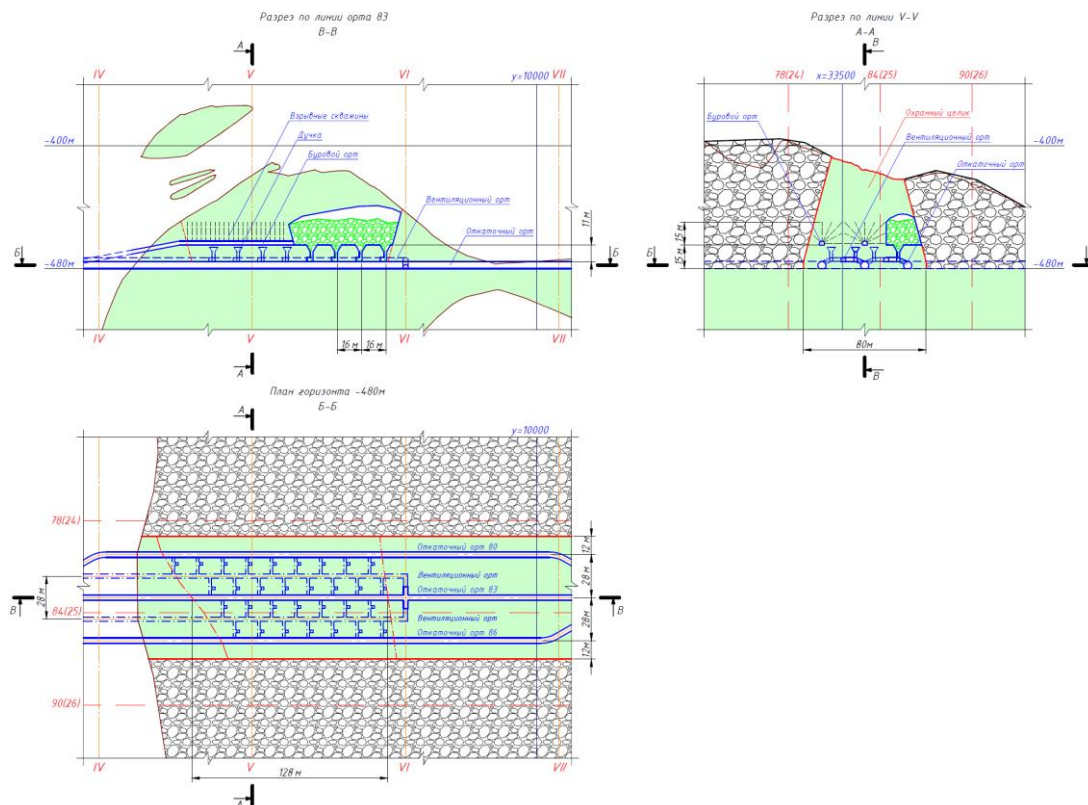 Разрез по линии орта 83
В-В
А
IV
V
VI
y=10000
VII
Взрывные скважины
Дучка
-400м
Буровой орт
Вентиляционный орт
Откаточный орт
11 м
Б
Б
-480м
16 м
16 м
IV
V
VI
VII
А
Разрез по линии V-V
А-А
В
78(24)
x=33500
84(25)
90(26)
Охранный целик
Буровой орт
Вентиляционный орт
-400м
Откаточный орт
15 м
15 м
Б
-480м
80м
В
План горизонта -480м
Б-Б
А
y=10000
78(24)
Откаточный орт 80
12 м
Вентиляционный орт
28 м
28 м
Откаточный орт 83
В
В
84(25)
Вентиляционный орт
28м
Откаточный орт 86
12м
90(26)
IV
V
VI
VII
128 м
А